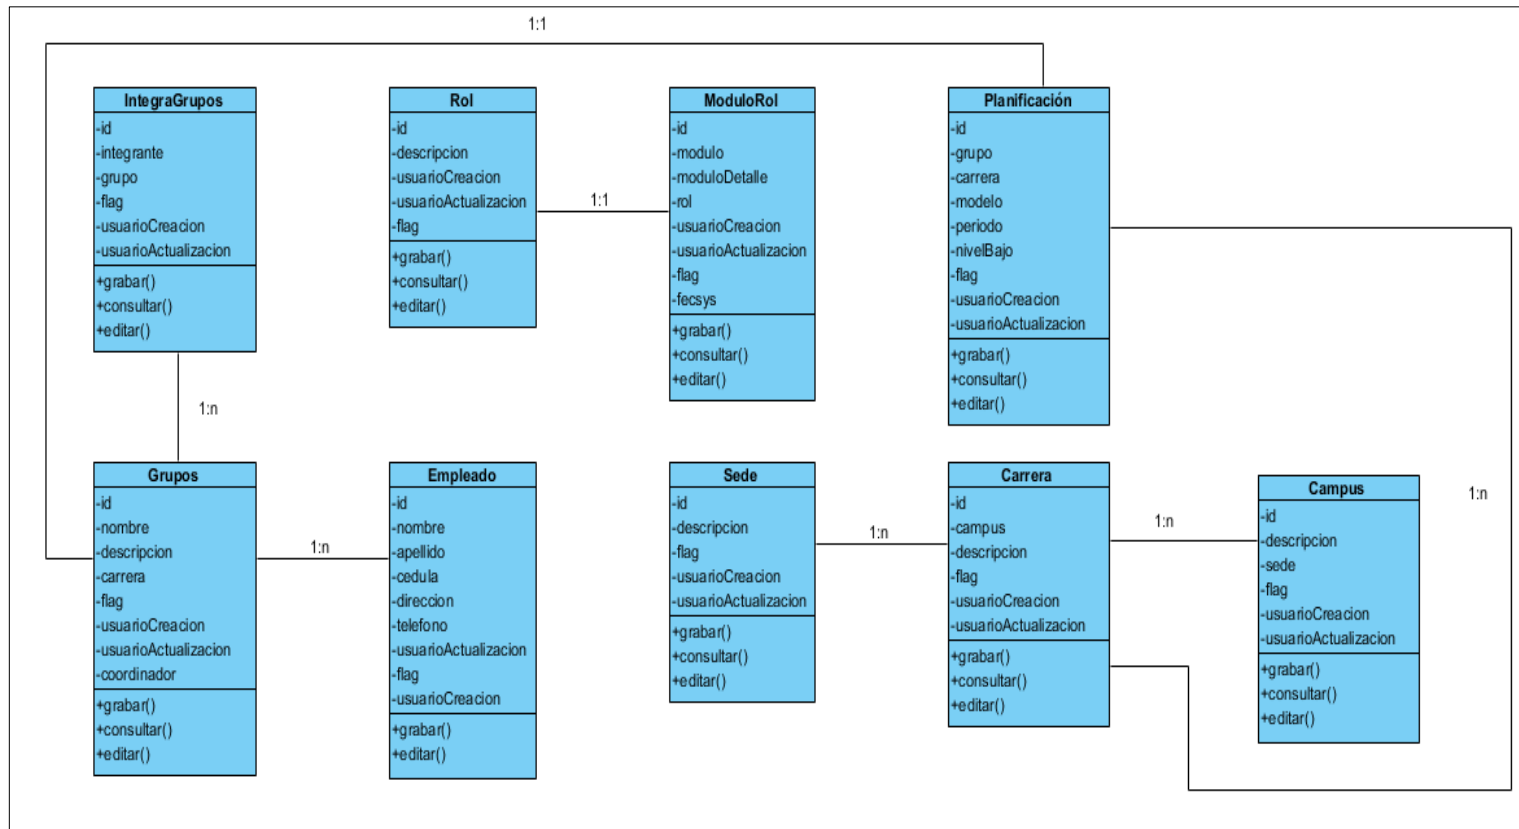 1:1
IntegraGrupos
-id
-integrante
-grupo
-flag
-usuarioCreacion
-usuarioActualizacion
+grabar()
+consultar()
+editar()
Rol
-id
-descripcion
-usuarioCreacion
-usuarioActualizacion
-flag
+grabar()
+consultar()
+editar()
1:1
ModuloRol
-id
-modulo
-moduloDetalle
-rol
-usuarioCreacion
-usuarioActualizacion
-flag
-fecsys
+grabar()
+consultar()
+editar()
Planificación
-id
-grupo
-carrera
-modelo
-periodo
-nivelBajo
-flag
-usuarioCreacion
-usuarioActualizacion
+grabar()
+consultar()
+editar()
1:n
Grupos
-id
-nombre
-descripcion
-carrera
-flag
-usuarioCreacion
-usuarioActualizacion
-coordinador
+grabar()
+consultar()
+editar()
1:n
Empleado
-id
-nombre
-apellido
-cedula
-direccion
-telefono
-usuarioActualizacion
-flag
-usuarioCreacion
+grabar()
+editar()
Sede
-id
-descripcion
-flag
-usuarioCreacion
-usuarioActualizacion
+grabar()
+consultar()
+editar()
1:n
Carrera
-id
-campus
-descripcion
-flag
-usuarioCreacion
-usuarioActualizacion
+grabar()
+consultar()
+editar()
1:n
Campus
-id
-descripcion
-sede
-flag
-usuarioCreacion
-usuarioActualizacion
+grabar()
+consultar()
+editar()
1:n